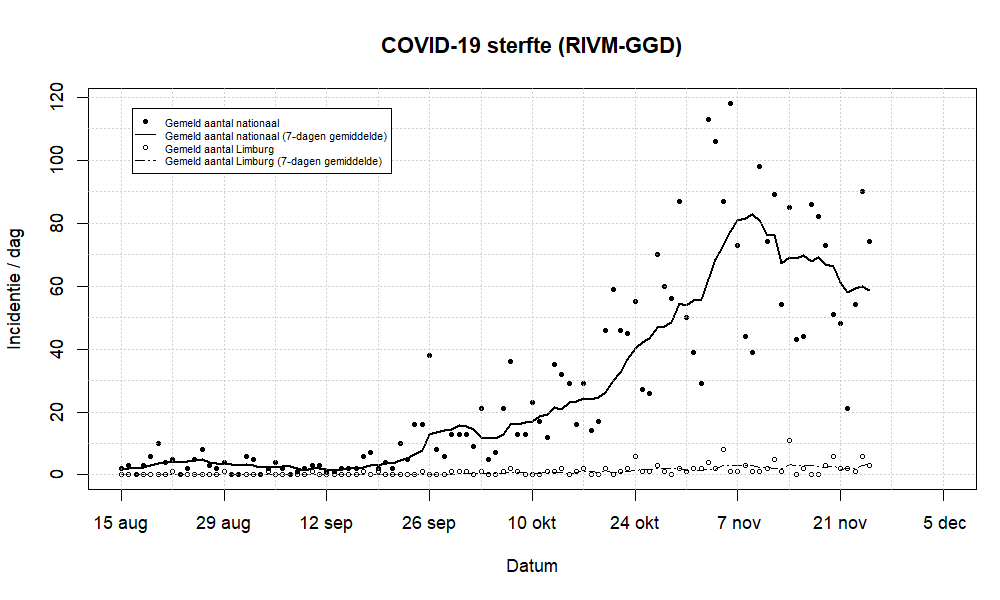 COVID-19 sterfte (RIVM-GGD)
Gemeld aantal nationaal
Gemeld aantal nationaal (7-dagen gemiddelde)
Gemeld aantal Limburg
Gemeld aantal Limburg (7-dagen gemiddelde)
Incidentie / dag
120
100
80
60
40
20
0
15 aug 29 aug 12 sep 26 sep 10 okt 24 okt 7 nov 21 nov 5 dec
Datum